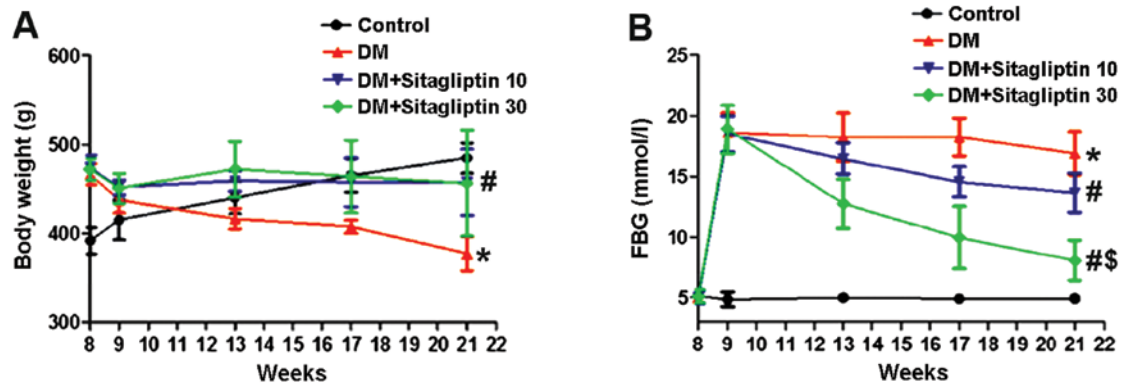 A
Control
DM
DM+Sitagliptin 10
DM+Sitagliptin 30
Body weight (g)
600
500
400
300
#
*
8 9 10 11 12 13 14 15 16 17 18 19 20 21 22
Weeks
B
Control
DM
DM+Sitagliptin 10
DM+Sitagliptin 30
FBG (mmol/l)
25
20
15
10
5
*
#
#$
8 9 10 11 12 13 14 15 16 17 18 19 20 21 22
Weeks